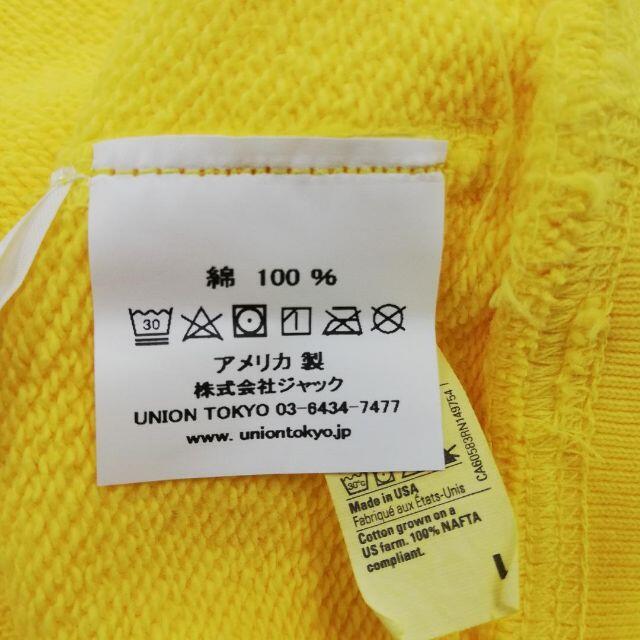 綿 100 %
30
アメリカ 製
株式会社ジャック
UNION TOKYO 03-6434-7477
www. uniontokyo.jp
30°C
Made in USA
Fabriqué aux États-Unis
Cotton grown on a
US farm. 100% NAFTA
compliant.
CA60583RN149754